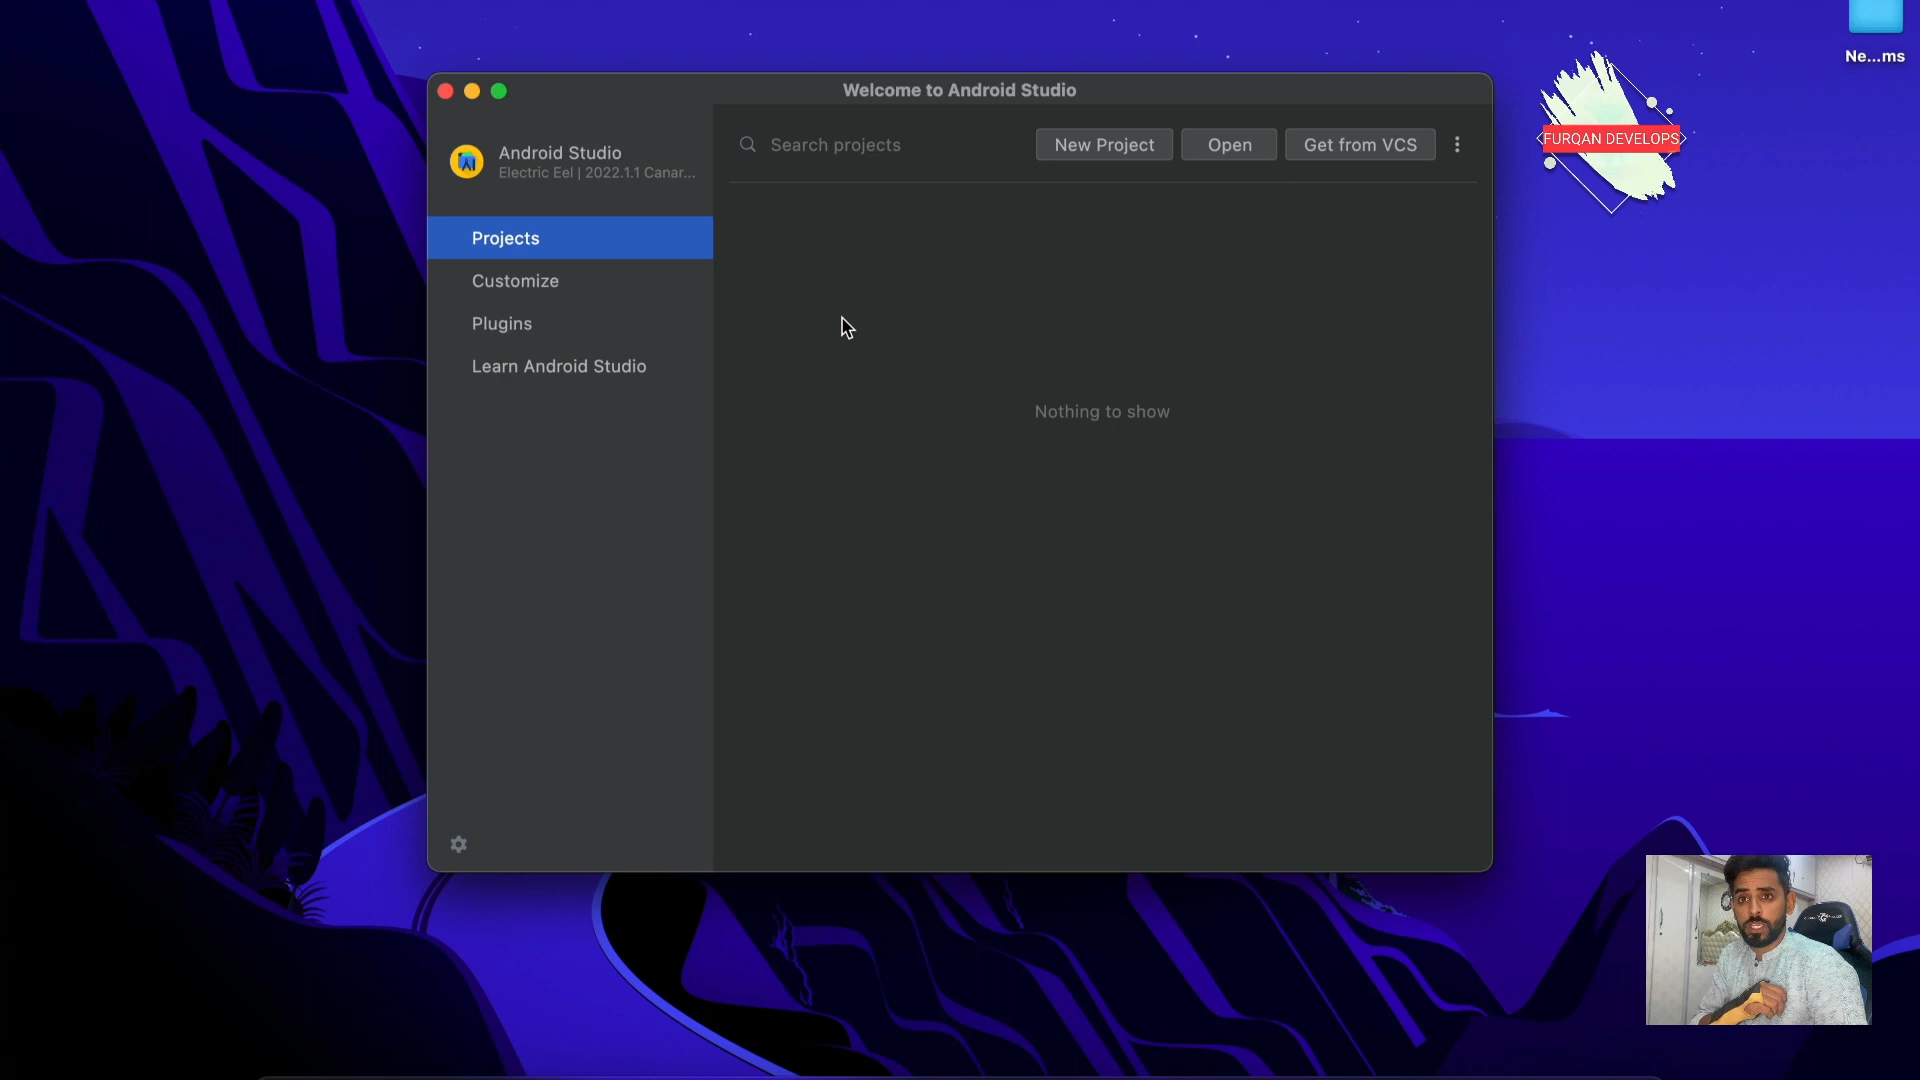 Ne...ms
Welcome to Android Studio
FURQAN DEVELOPS
Android Studio
Electric Eel | 2022.1.1 Canar...
Search projects
New Project
Open
Get from VCS
Projects
Customize
Plugins
Learn Android Studio
Nothing to show